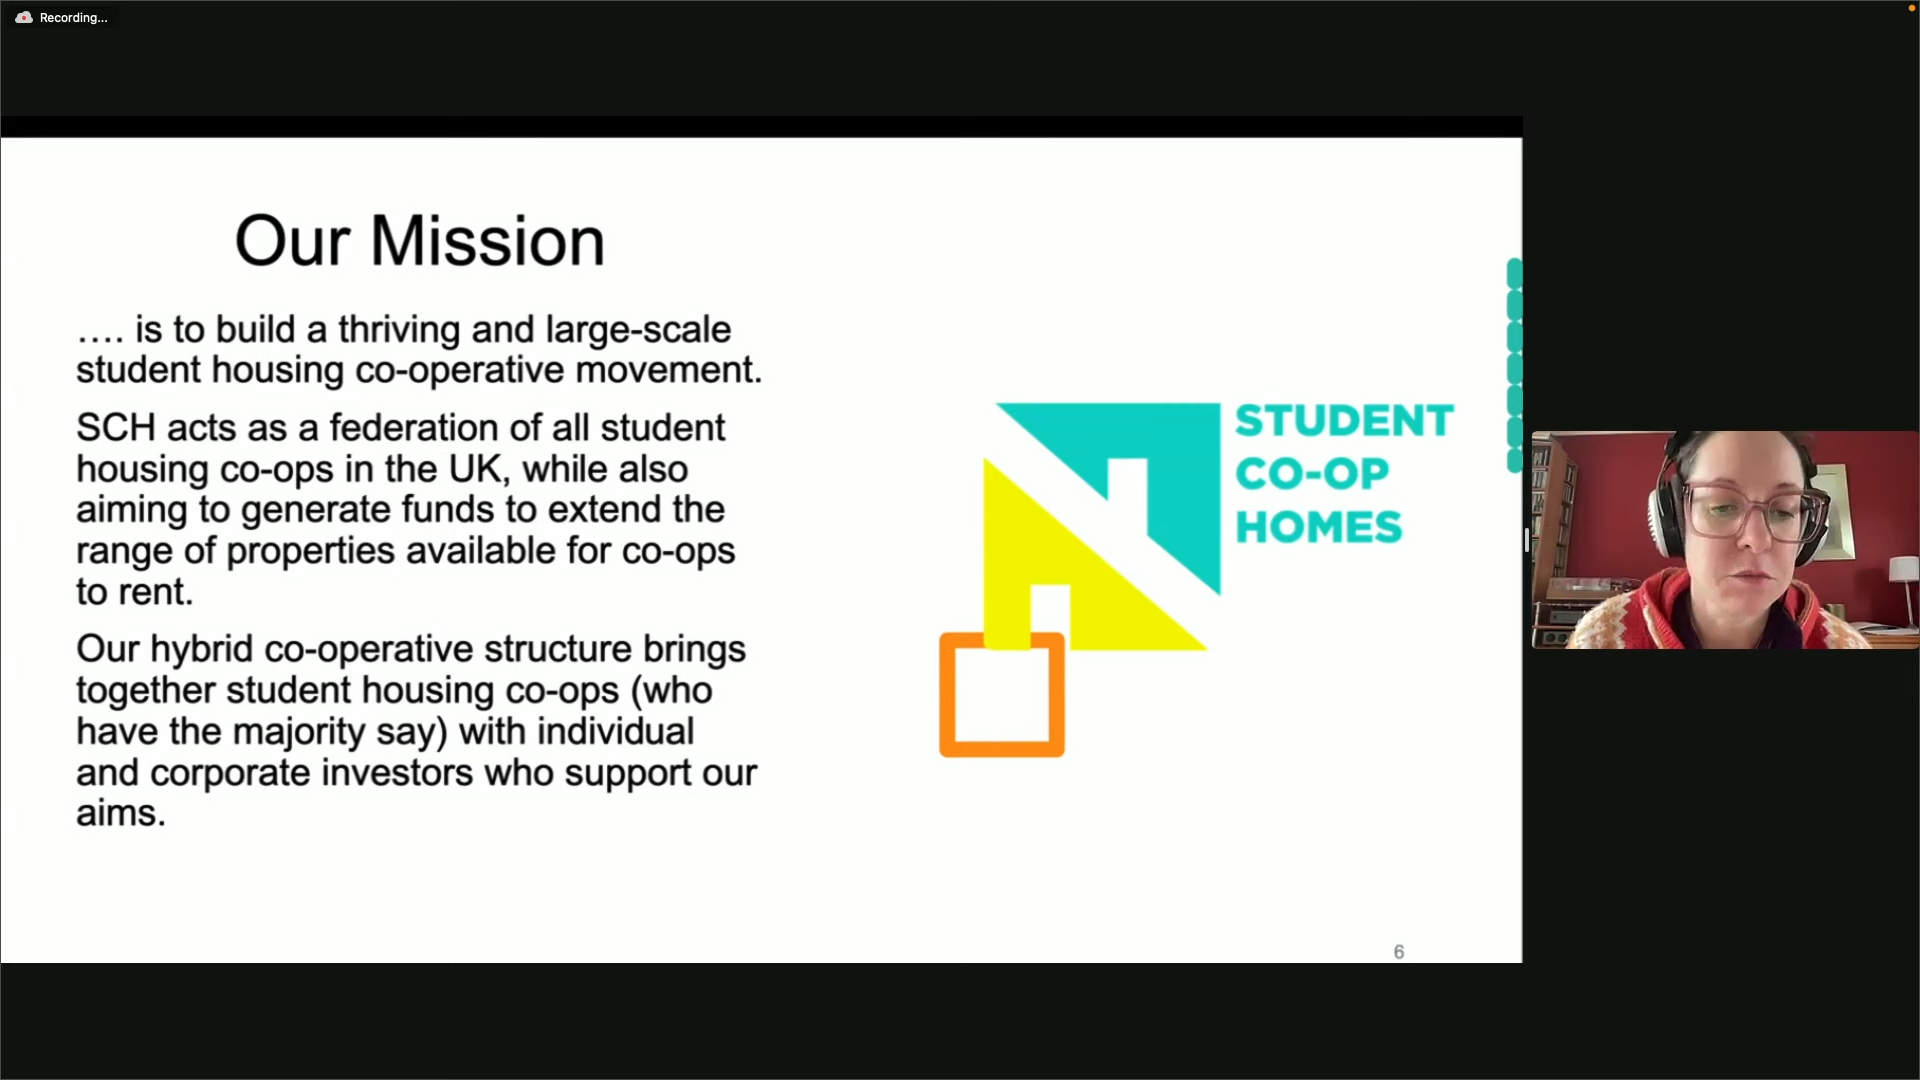 Recording...
Our Mission
.... is to build a thriving and large-scale
student housing co-operative movement.
SCH acts as a federation of all student
housing co-ops in the UK, while also
aiming to generate funds to extend the
range of properties available for co-ops
to rent.
Our hybrid co-operative structure brings
together student housing co-ops (who
have the majority say) with individual
and corporate investors who support our
aims.
STUDENT
CO-OP
HOMES
6